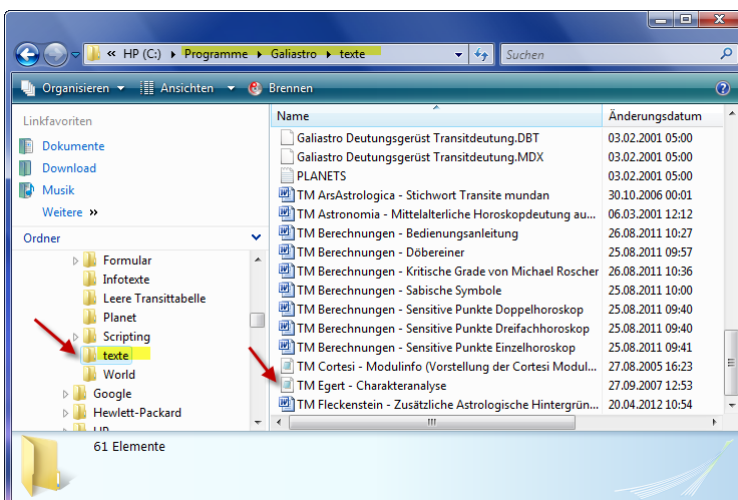 « HP (C:) ▸ Programme ▸ Galiastro ▸ texte
Suchen
Organisieren
Ansichten
Brennen
Linkfavoriten
Dokumente
Download
Musik
Weitere »
Ordner
Formular
Infotexte
Leere Transittabelle
Planet
Scripting
texte
World
Google
Hewlett-Packard
HP
Name Änderungsdatum
Galiastro Deutungsgerüst Transitdeutung.DBT 03.02.2001 05:00
Galiastro Deutungsgerüst Transitdeutung.MDX 03.02.2001 05:00
PLANETS 03.02.2001 05:00
TM ArsAstrologica - Stichwort Transite mundan 30.10.2006 00:01
TM Astronomia - Mittelalterliche Horoskopdeutung au... 06.03.2001 12:12
TM Berechnungen - Bedienungsanleitung 26.08.2011 10:27
TM Berechnungen - Döbereiner 25.08.2011 09:57
TM Berechnungen - Kritische Grade von Michael Roscher 26.08.2011 10:36
TM Berechnungen - Sabische Symbole 25.08.2011 10:00
TM Berechnungen - Sensitive Punkte Doppelhoroskop 25.08.2011 09:40
TM Berechnungen - Sensitive Punkte Dreifachhoroskop 25.08.2011 09:40
TM Berechnungen - Sensitive Punkte Einzelhoroskop 25.08.2011 09:41
TM Cortesi - Modulinfo (Vorstellung der Cortesi Modul... 27.08.2005 16:23
TM Egert - Charakteranalyse 27.09.2007 12:53
TM Fleckenstein - Zusätzliche Astrologische Hintergrün... 20.04.2012 10:54
61 Elemente